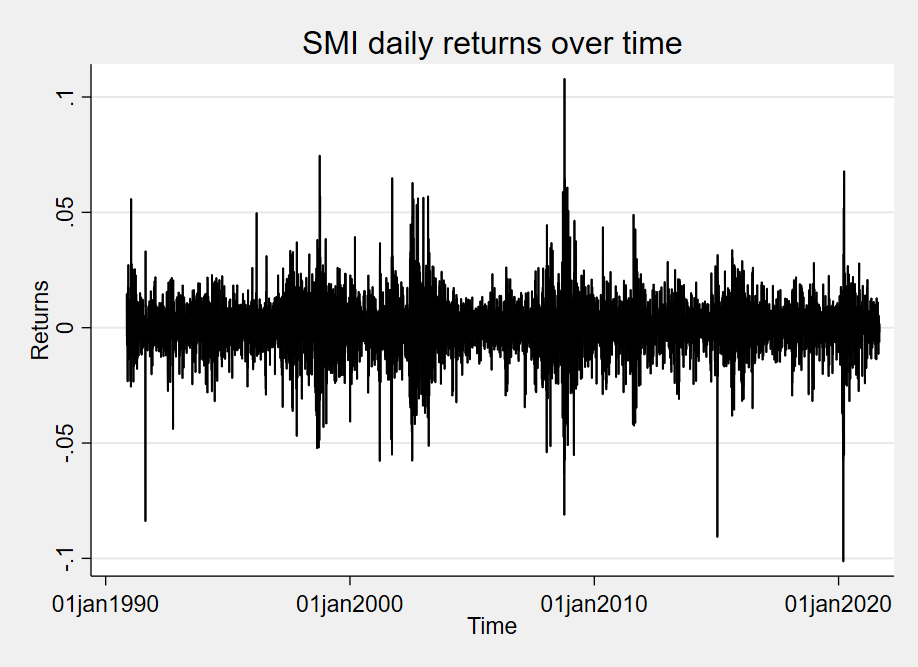 SMI daily returns over time
Returns
.1
.05
0
-.05
-.1
01jan1990 01jan2000 01jan2010 01jan2020
Time